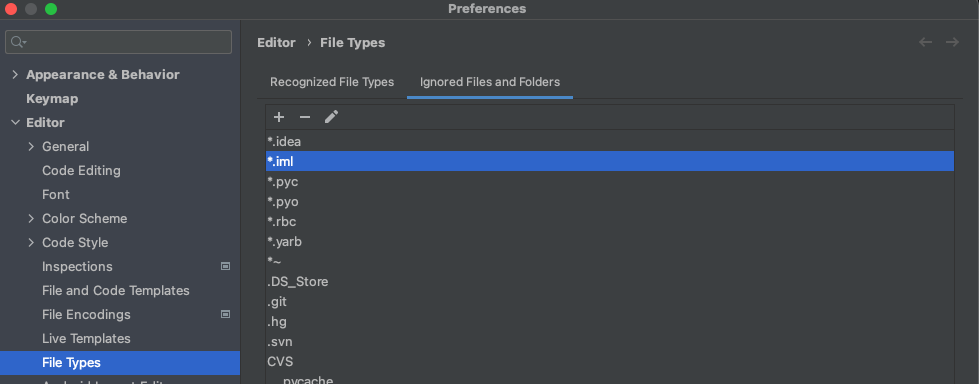 Preferences
Editor › File Types
Appearance & Behavior
Keymap
Editor
General
Code Editing
Font
Color Scheme
Code Style
Inspections
File and Code Templates
File Encodings
Live Templates
File Types
Recognized File Types
Ignored Files and Folders
*.idea
*.iml
*.pyc
*.pyo
*.rbc
*.yarb
*~
.DS_Store
.git
.hg
.svn
CVS
__pycache__